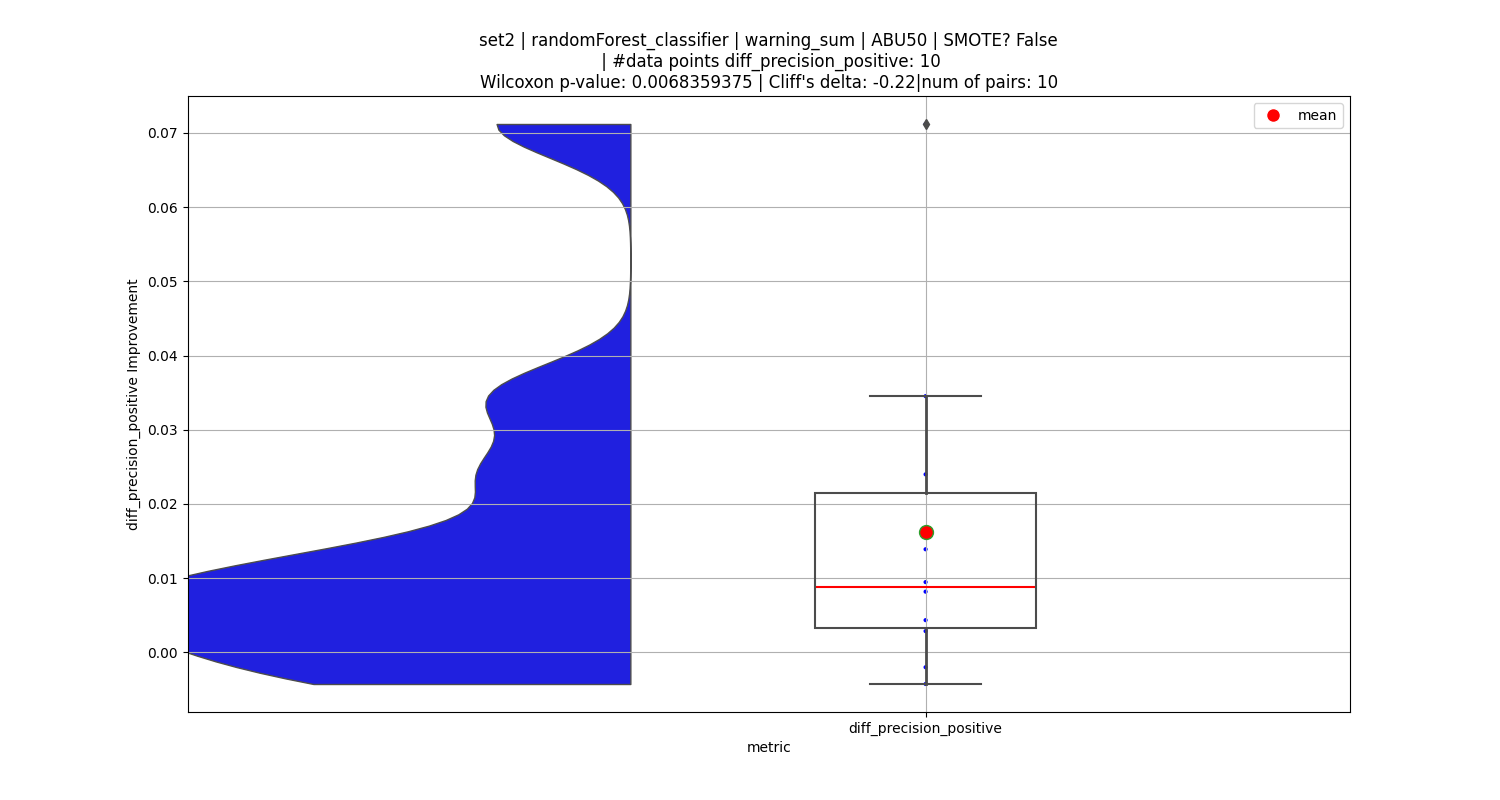 set2 | randomForest_classifier | warning_sum | ABU50 | SMOTE? False
| #data points diff_precision_positive: 10
Wilcoxon p-value: 0.0068359375 | Cliff's delta: -0.22|num of pairs: 10
mean
0.07
0.06
0.05
0.04
0.03
0.02
0.01
0.00
diff_precision_positive Improvement
diff_precision_positive
metric